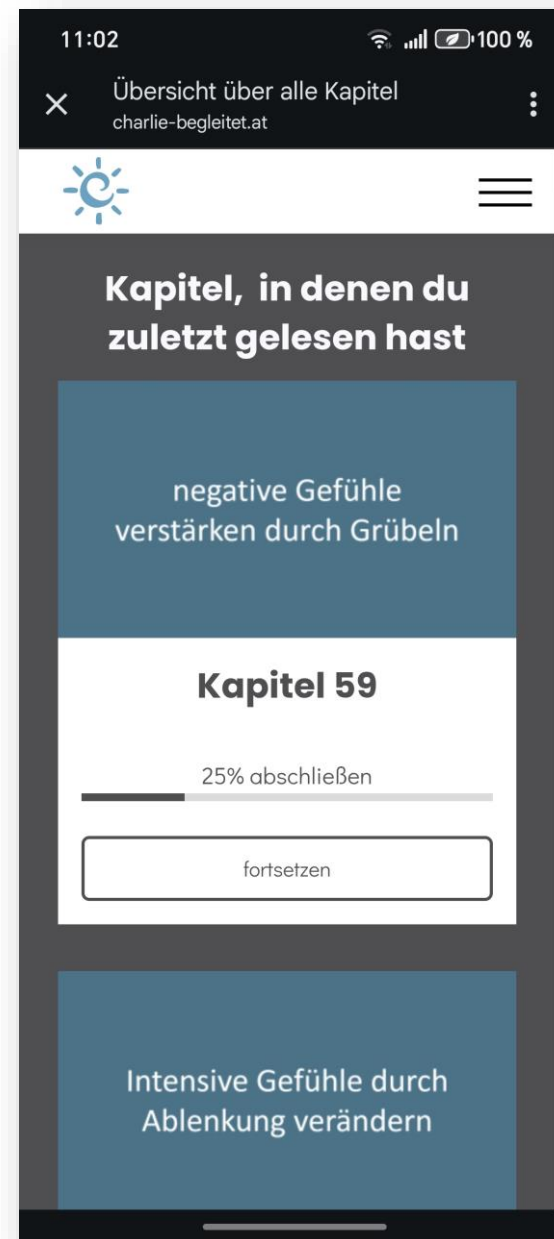 11:02
100 %
Übersicht über alle Kapitel
charlie-begleitet.at
Kapitel, in denen du
zuletzt gelesen hast
negative Gefühle
verstärken durch Grübeln
Kapitel 59
25% abschließen
fortsetzen
Intensive Gefühle durch
Ablenkung verändern